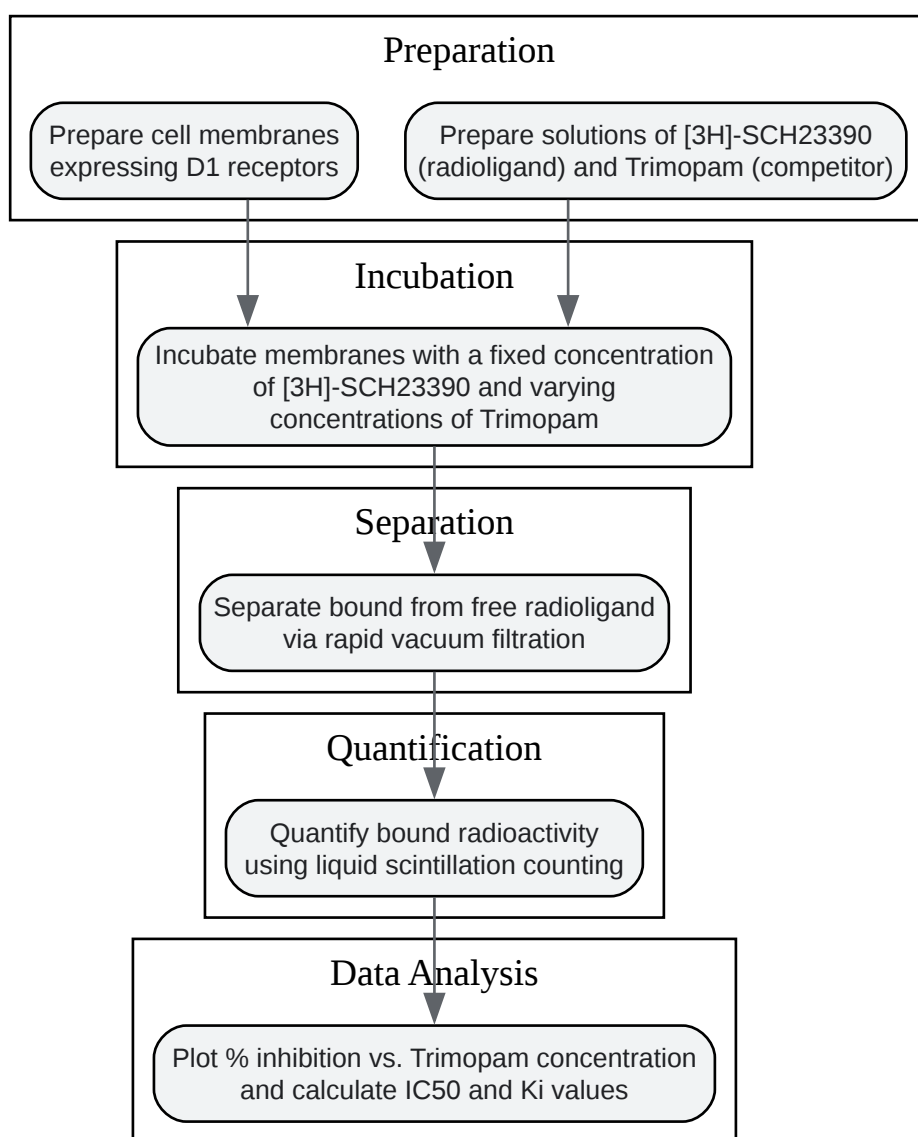 Preparation
Prepare cell membranes
expressing D1 receptors
Prepare solutions of [3H]-SCH23390
(radioligand) and Trimopam (competitor)
Incubation
Incubate membranes with a fixed concentration
of [3H]-SCH23390 and varying
concentrations of Trimopam
Separation
Separate bound from free radioligand
via rapid vacuum filtration
Quantification
Quantify bound radioactivity
using liquid scintillation counting
Data Analysis
Plot % inhibition vs. Trimopam concentration
and calculate IC50 and Ki values